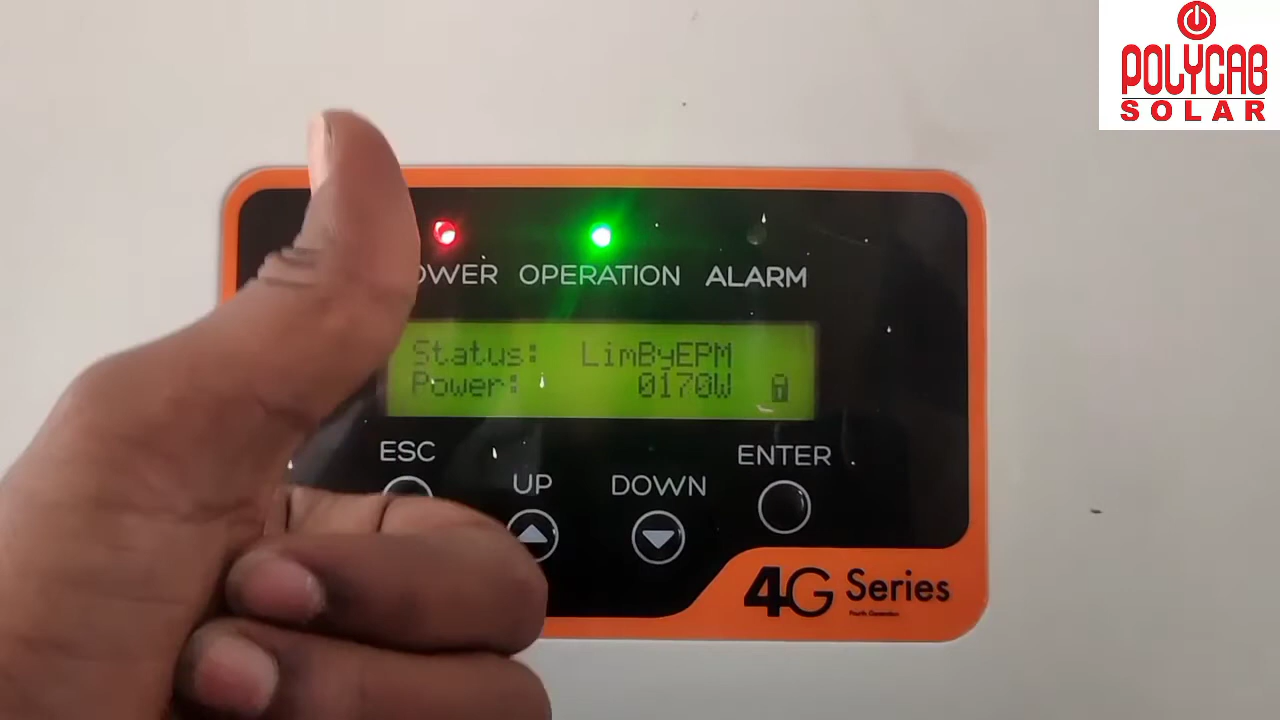 POLYCAB
SOLAR
OWER OPERATION ALARM
Status: LimByEPM
Power: 0170W
ESC
UP
DOWN
ENTER
4G Series
Fourth Generation